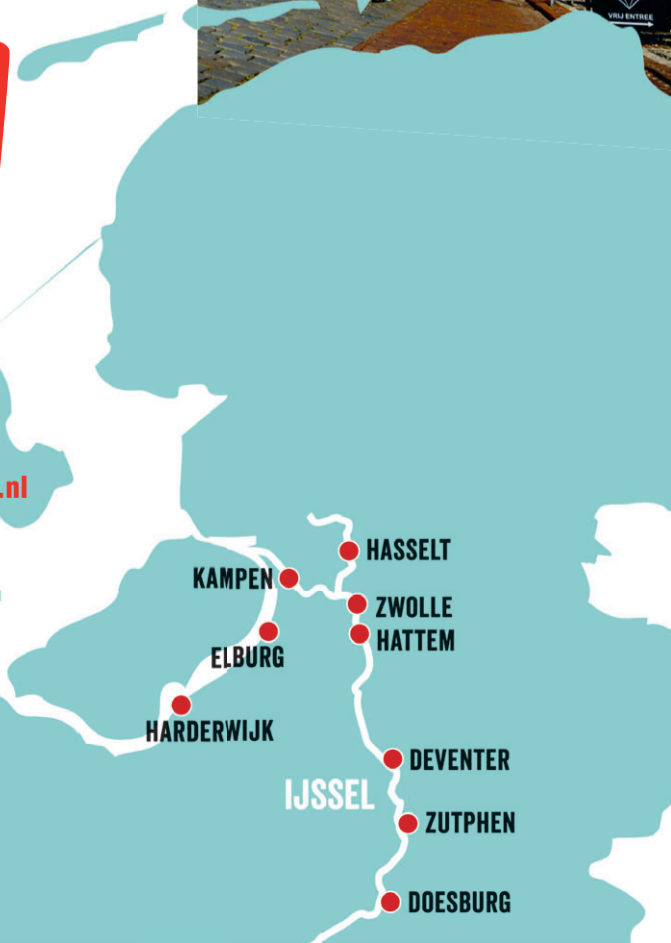 VRIJ ENTREE
.nl
HASSELT
KAMPEN
ZWOLLE
HATTEM
ELBURG
HARDERWIJK
DEVENTER
IJSSEL
ZUTPHEN
DOESBURG